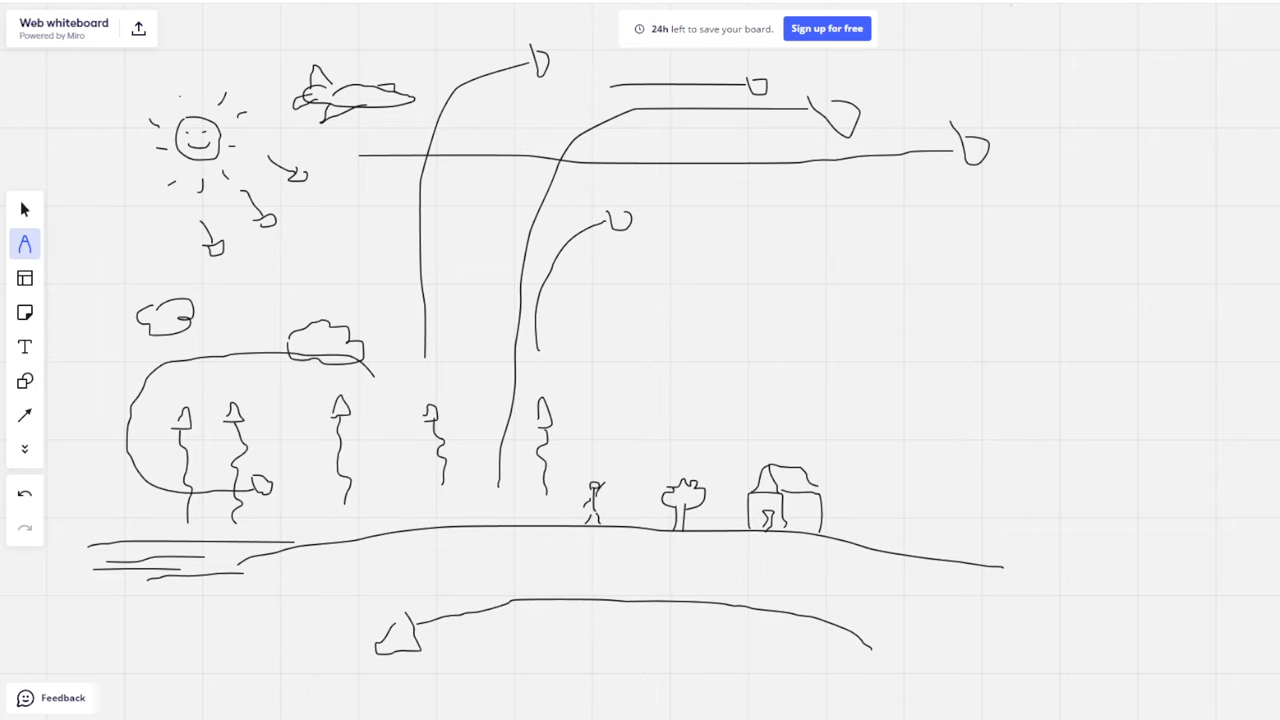 Web whiteboard
Powered by Miro
24h left to save your board.
Sign up for free
T
Feedback